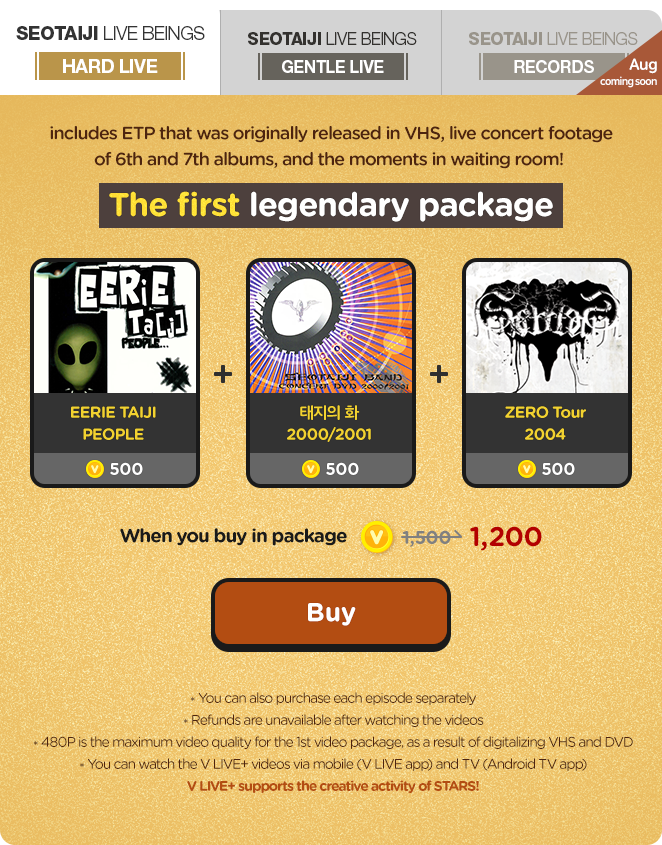 SEOTAIJI LIVE BEINGS
HARD LIVE
SEOTAIJI LIVE BEINGS
GENTLE LIVE
SEOTAIJI LIVE BEINGS
RECORDS
Aug
coming soon
includes ETP that was originally released in VHS, live concert footage
of 6th and 7th albums, and the moments in waiting room!
The first legendary package
EERiE
TaiJi
PEOPLE...
EERIE TAIJI
PEOPLE
V 500
+
SEOTAIJI BAND
CONCERT DVD 2000/2001
태지의 화
2000/2001
V 500
+
ZERO Tour
2004
V 500
When you buy in package V 1,500 1,200
Buy
* You can also purchase each episode separately
* Refunds are unavailable after watching the videos
* 480P is the maximum video quality for the 1st video package, as a result of digitalizing VHS and DVD
* You can watch the V LIVE+ videos via mobile (V LIVE app) and TV (Android TV app)
V LIVE+ supports the creative activity of STARS!